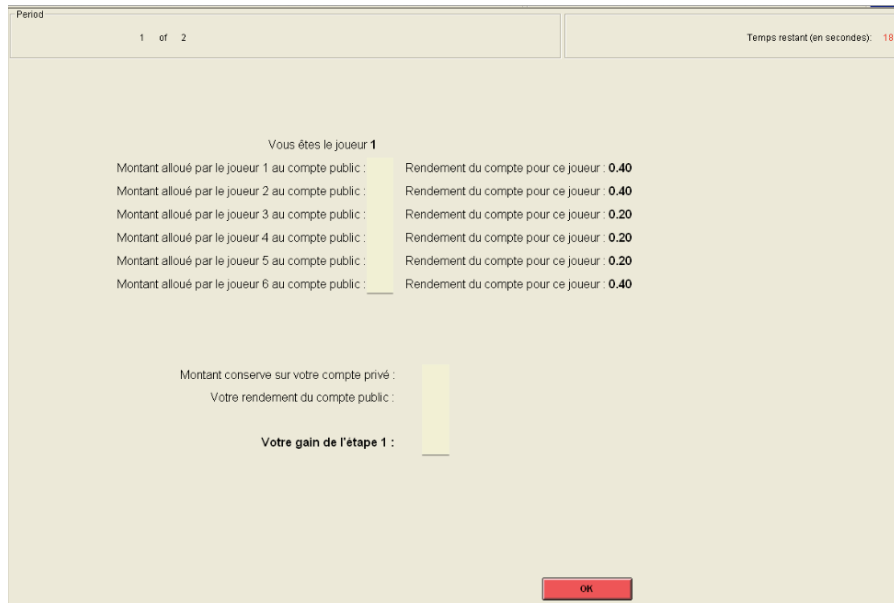 Period
1 of 2
Temps restant (en secondes): 18
Vous êtes le joueur 1
Montant alloué par le joueur 1 au compte public : Rendement du compte pour ce joueur : 0.40
Montant alloué par le joueur 2 au compte public : Rendement du compte pour ce joueur : 0.40
Montant alloué par le joueur 3 au compte public : Rendement du compte pour ce joueur : 0.20
Montant alloué par le joueur 4 au compte public : Rendement du compte pour ce joueur : 0.20
Montant alloué par le joueur 5 au compte public : Rendement du compte pour ce joueur : 0.20
Montant alloué par le joueur 6 au compte public : Rendement du compte pour ce joueur : 0.40
Montant conserve sur votre compte privé :
Votre rendement du compte public :
Votre gain de l'étape 1 :
OK